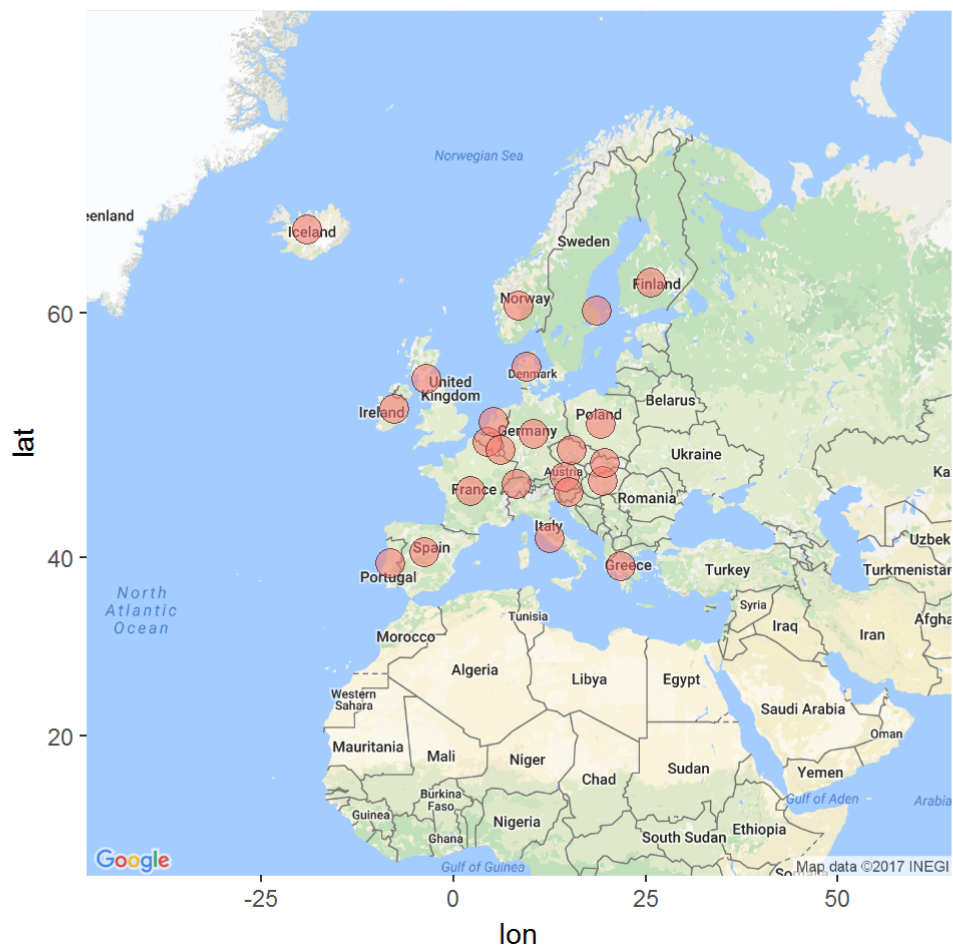 Norwegian Sea
eenland
Iceland
Sweden
Finland
Norway
60
Denmark
United
Kingdom
Ireland
Belarus
Poland
Germany
Ukraine
Austria
Ka
France
Romania
lat
Italy
Spain
Uzbek
40
Greece
Turkey
Turkmenistan
Portugal
North
Atlantic
Ocean
Syria
Tunisia
Iraq
Afgha
Iran
Morocco
Algeria
Libya
Egypt
Western
Sahara
Saudi Arabia
20
Oman
Mauritania
Mali
Niger
Sudan
Yemen
Chad
Burkina
Faso
Gulf of Aden
Arabia
Guinea
Nigeria
Ethiopia
Ghana
South Sudan
Google
Gulf of Guinea
Map data ©2017 INEGI
-25
0
25
50
lon